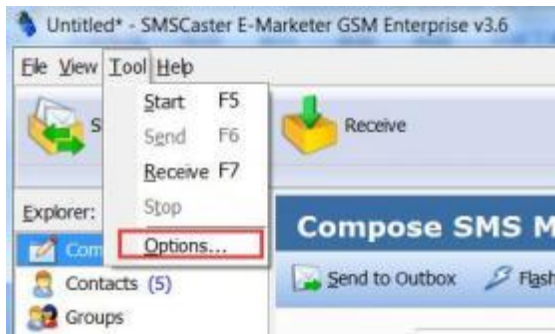 Untitled* - SMSCaster E-Marketer GSM Enterprise v3.6
File View Tool Help
Start F5
Send F6
Receive F7
Stop
Options...
Receive
Explorer:
Compose SMS M
Contacts (5)
Send to Outbox Flash
Groups